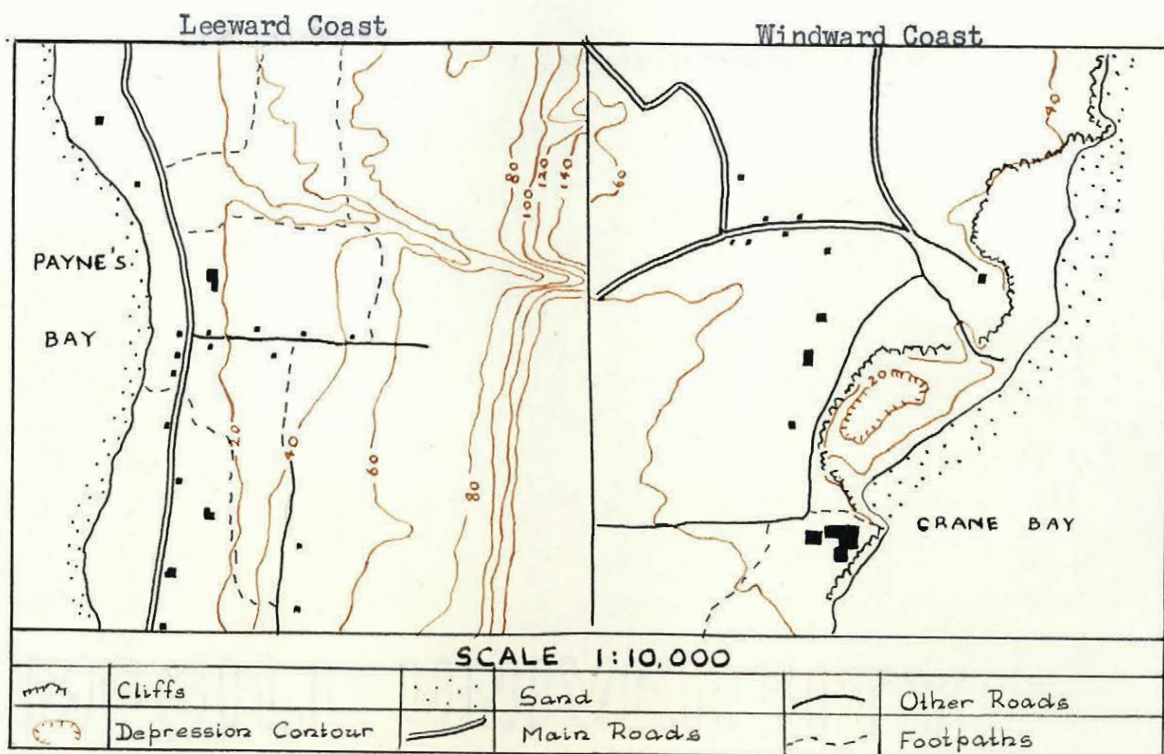 Leeward Coast
Windward Coast
80
100
120
140
60
40
PAYNE'S
BAY
20
20
40
60
80
CRANE BAY
SCALE 1:10,000
Cliffs
Sand
Other Roads
Depression Contour
Main Roads
Footpaths